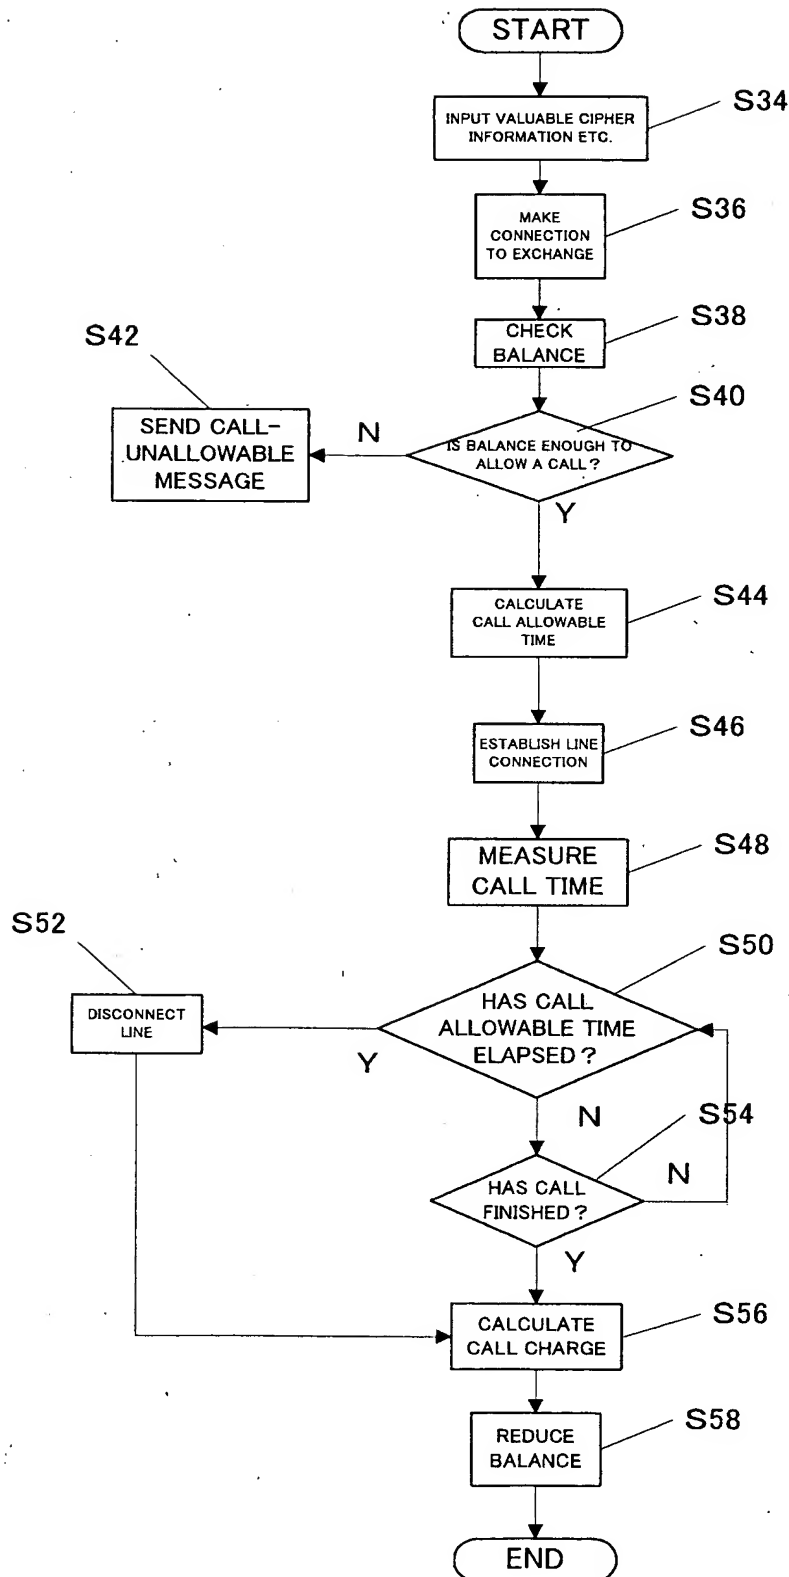 START
S34
INPUT VALUABLE CIPHER
INFORMATION ETC.
S36
MAKE
CONNECTION
TO EXCHANGE
S38
CHECK
BALANCE
S42
S40
SEND CALL-
UNALLOWABLE
MESSAGE
N
IS BALANCE ENOUGH TO
ALLOW A CALL?
Y
S44
CALCULATE
CALL ALLOWABLE
TIME
S46
ESTABLISH LINE
CONNECTION
S48
MEASURE
CALL TIME
S52
S50
DISCONNECT
LINE
HAS CALL
ALLOWABLE TIME
ELAPSED?
Y
N
S54
HAS CALL
FINISHED?
N
Y
S56
CALCULATE
CALL CHARGE
S58
REDUCE
BALANCE
END